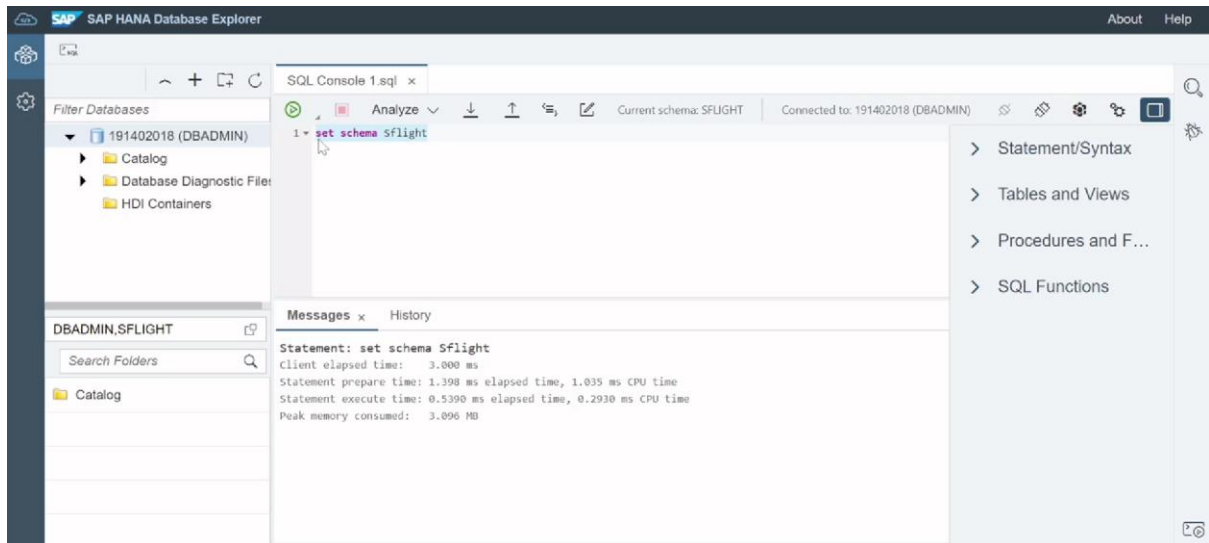 SAP SAP HANA Database Explorer
About Help
SQL Console 1.sql ×
Filter Databases
Analyze
Current schema: SFLIGHT
Connected to: 191402018 (DBADMIN)
191402018 (DBADMIN)
Catalog
Database Diagnostic Files
HDI Containers
1 set schema Sflight
Statement/Syntax
Tables and Views
Procedures and F...
SQL Functions
DBADMIN,SFLIGHT
Search Folders
Catalog
Messages × History
Statement: set schema Sflight
Client elapsed time: 3.000 ms
Statement prepare time: 1.398 ms elapsed time, 1.035 ms CPU time
Statement execute time: 0.5390 ms elapsed time, 0.2930 ms CPU time
Peak memory consumed: 3.096 MB